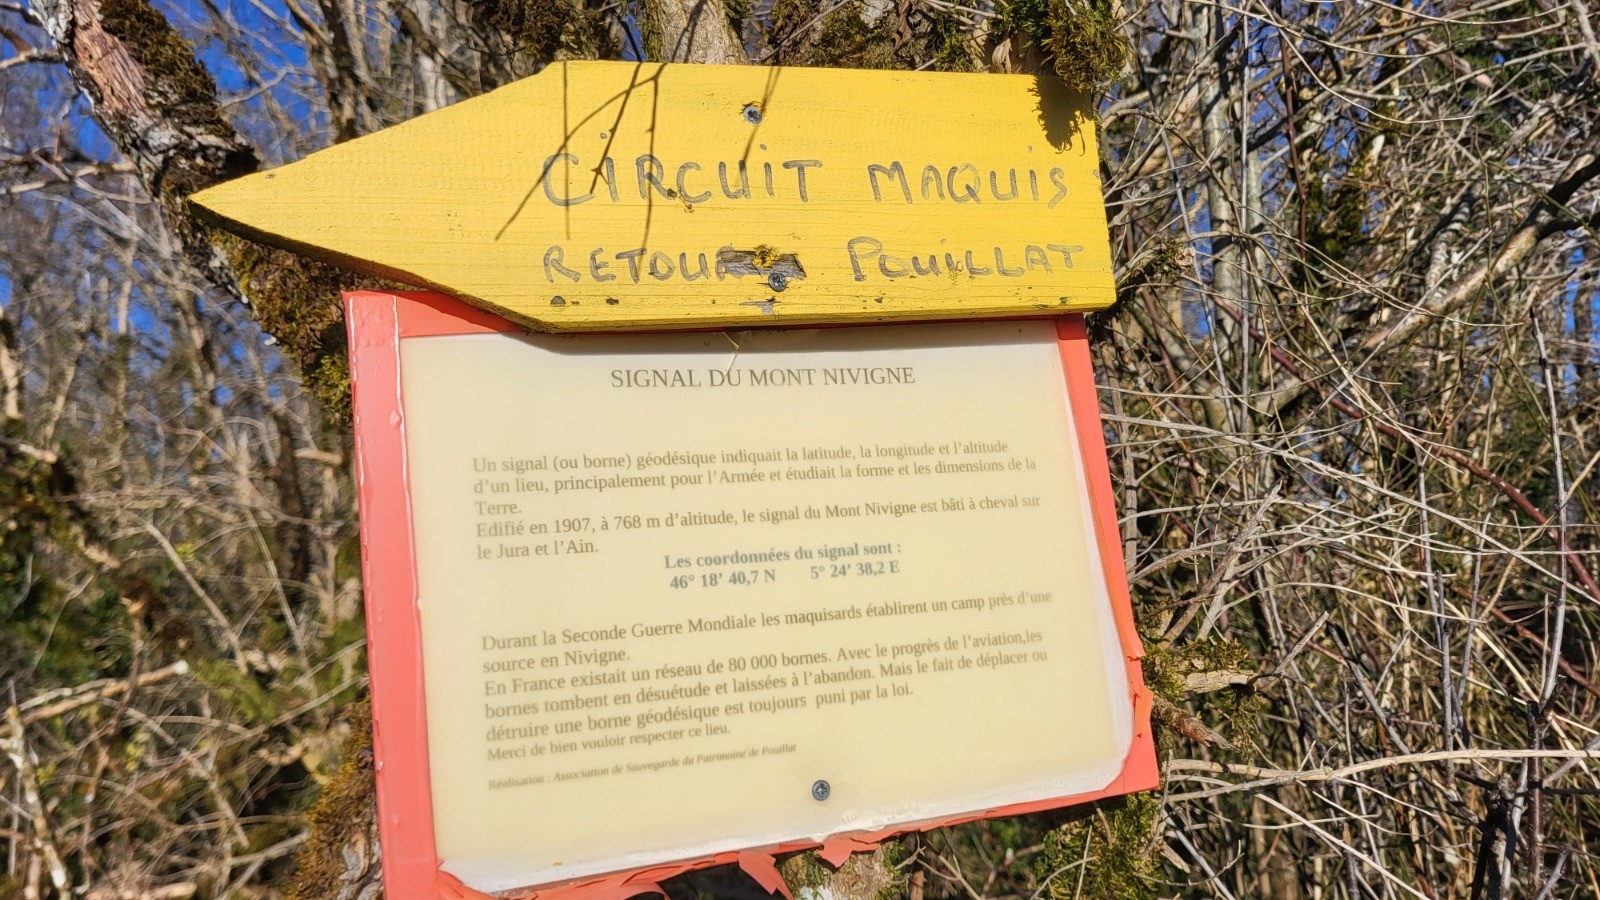 CIRCUIT MAQUIS
RETOUR POUILLAT
SIGNAL DU MONT NIVIGNE
Un signal (ou borne) géodésique indiquait la latitude, la longitude et l'altitude
d'un lieu, principalement pour l'Armée et étudiait la forme et les dimensions de la
Terre.
Edifié en 1907, à 768 m d'altitude, le signal du Mont Nivigne est bâti à cheval sur
le Jura et l'Ain.
Les coordonnées du signal sont :
46° 18' 40,7 N 5° 24' 38,2 E
Durant la Seconde Guerre Mondiale les maquisards établirent un camp près d'une
source en Nivigne.
En France existait un réseau de 80 000 bornes. Avec le progrès de l'aviation,les
bornes tombent en désuétude et laissées à l'abandon. Mais le fait de déplacer ou
détruire une borne géodésique est toujours puni par la loi.
Merci de bien vouloir respecter ce lieu.
Réalisation : Association de Sauvegarde du Patrimoine de Pouillat